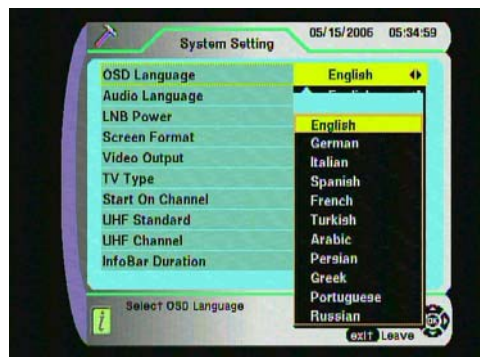 System Setting
05/15/2006 05:34:59
OSD Language English
Audio Language
LNB Power
Screen Format
Video Output
TV Type
Start On Channel
UHF Standard
UHF Channel
InfoBar Duration
English
German
Italian
Spanish
French
Turkish
Arabic
Persian
Greek
Portuguese
Russian
Select OSD Language
exit Leave
OK